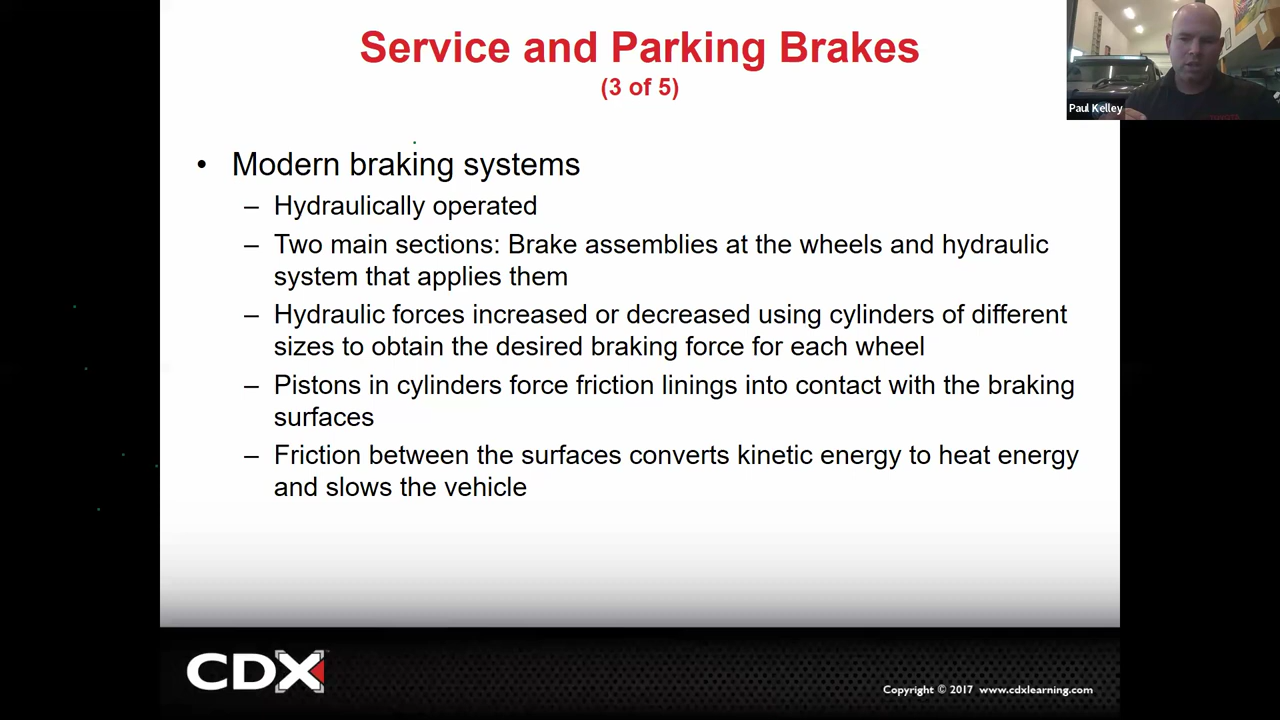 Service and Parking Brakes
(3 of 5)
Paul Kelley
• Modern braking systems
– Hydraulically operated
– Two main sections: Brake assemblies at the wheels and hydraulic
system that applies them
– Hydraulic forces increased or decreased using cylinders of different
sizes to obtain the desired braking force for each wheel
– Pistons in cylinders force friction linings into contact with the braking
surfaces
– Friction between the surfaces converts kinetic energy to heat energy
and slows the vehicle
CDX
Copyright © 2017 www.cdxlearning.com